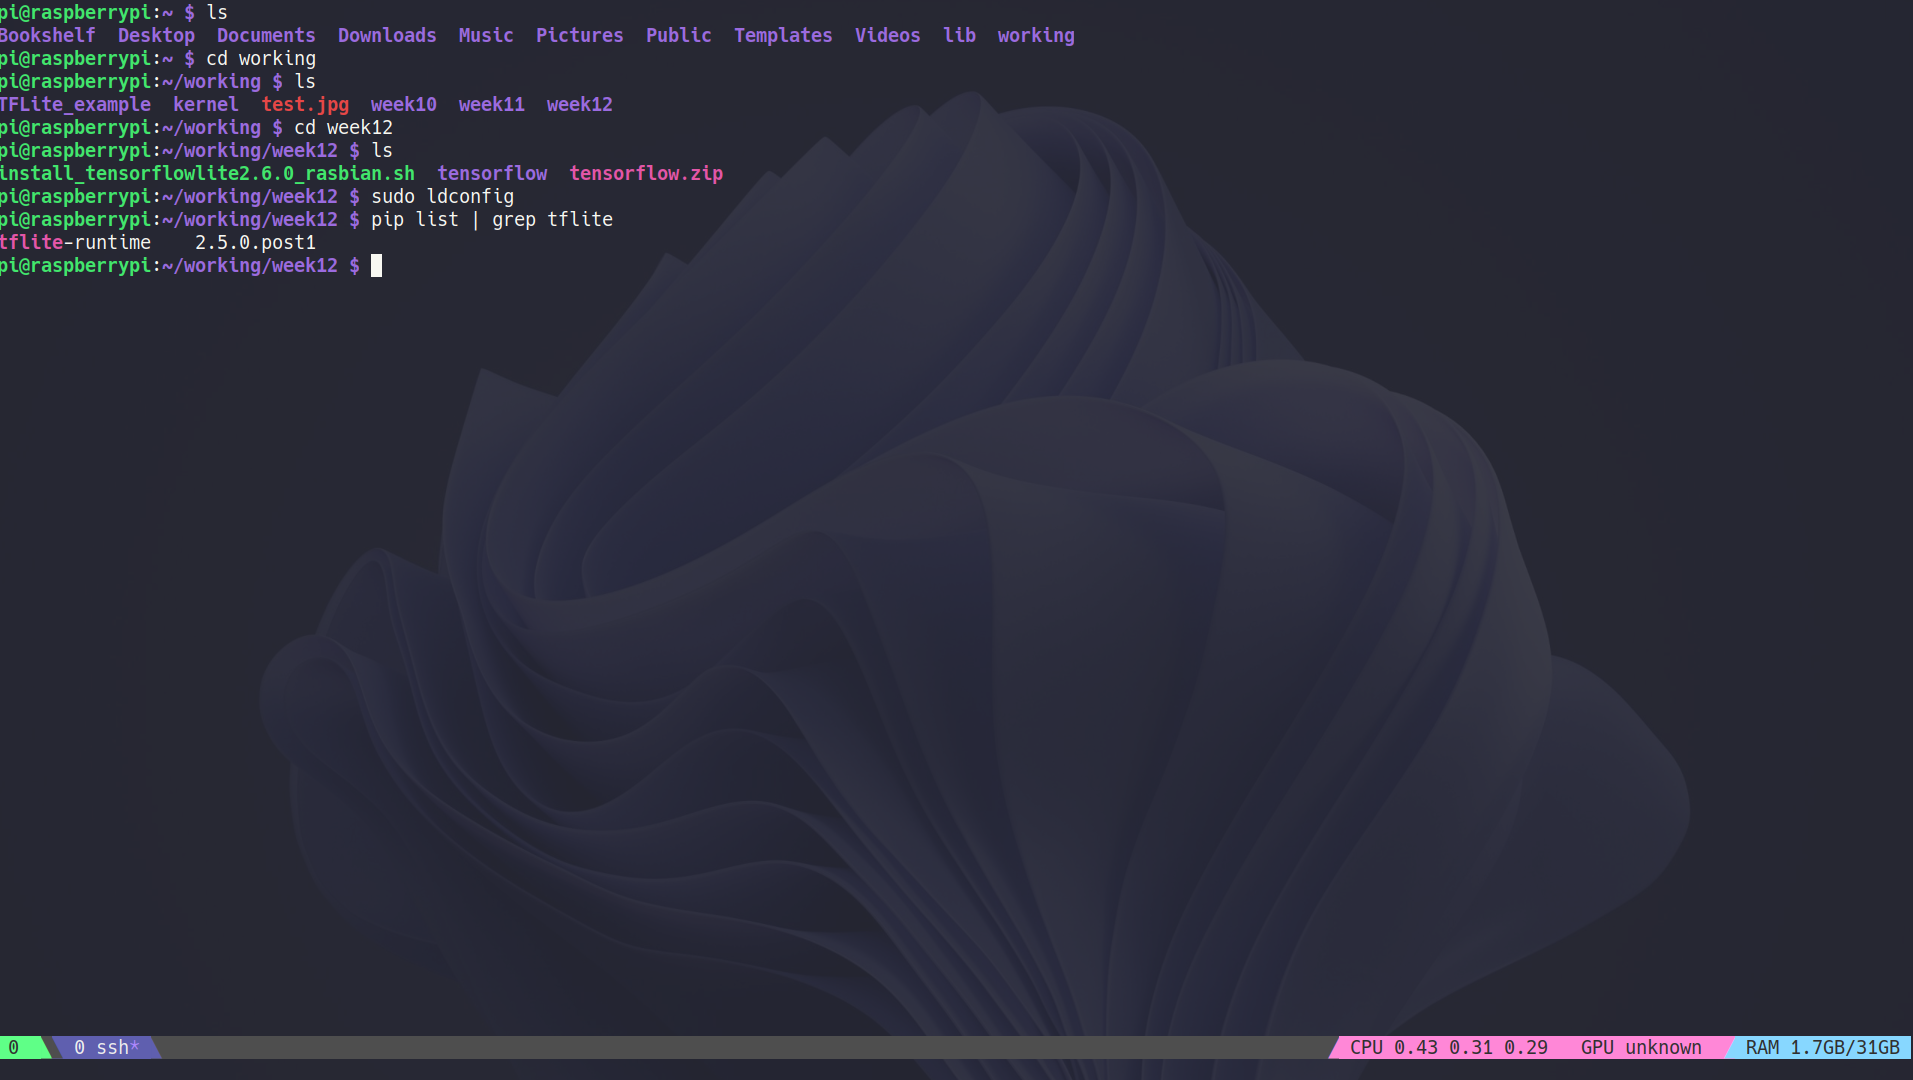 pi@raspberrypi:~ $ ls
Bookshelf  Desktop  Documents  Downloads  Music  Pictures  Public  Templates  Videos  lib  working
pi@raspberrypi:~ $ cd working
pi@raspberrypi:~/working $ ls
TFLite_example  kernel  test.jpg  week10  week11  week12
pi@raspberrypi:~/working $ cd week12
pi@raspberrypi:~/working/week12 $ ls
install_tensorflowlite2.6.0_rasbian.sh  tensorflow  tensorflow.zip
pi@raspberrypi:~/working/week12 $ sudo ldconfig
pi@raspberrypi:~/working/week12 $ pip list | grep tflite
tflite-runtime    2.5.0.post1
pi@raspberrypi:~/working/week12 $
0  0 ssh*  CPU 0.43 0.31 0.29  GPU unknown  RAM 1.7GB/31GB